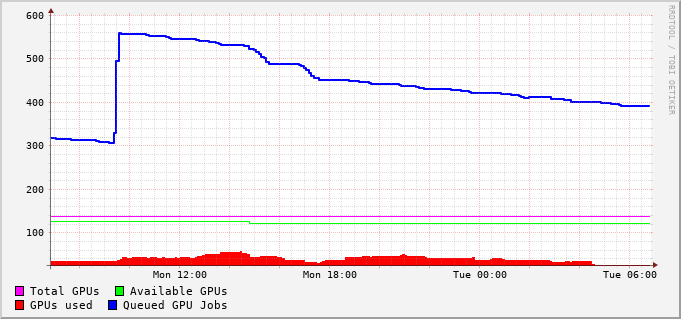 600
500
400
300
200
100
Mon 12:00 Mon 18:00 Tue 00:00 Tue 06:00
Total GPUs Available GPUs
GPUs used Queued GPU Jobs
RRDTOOL / TOBI OETIKER